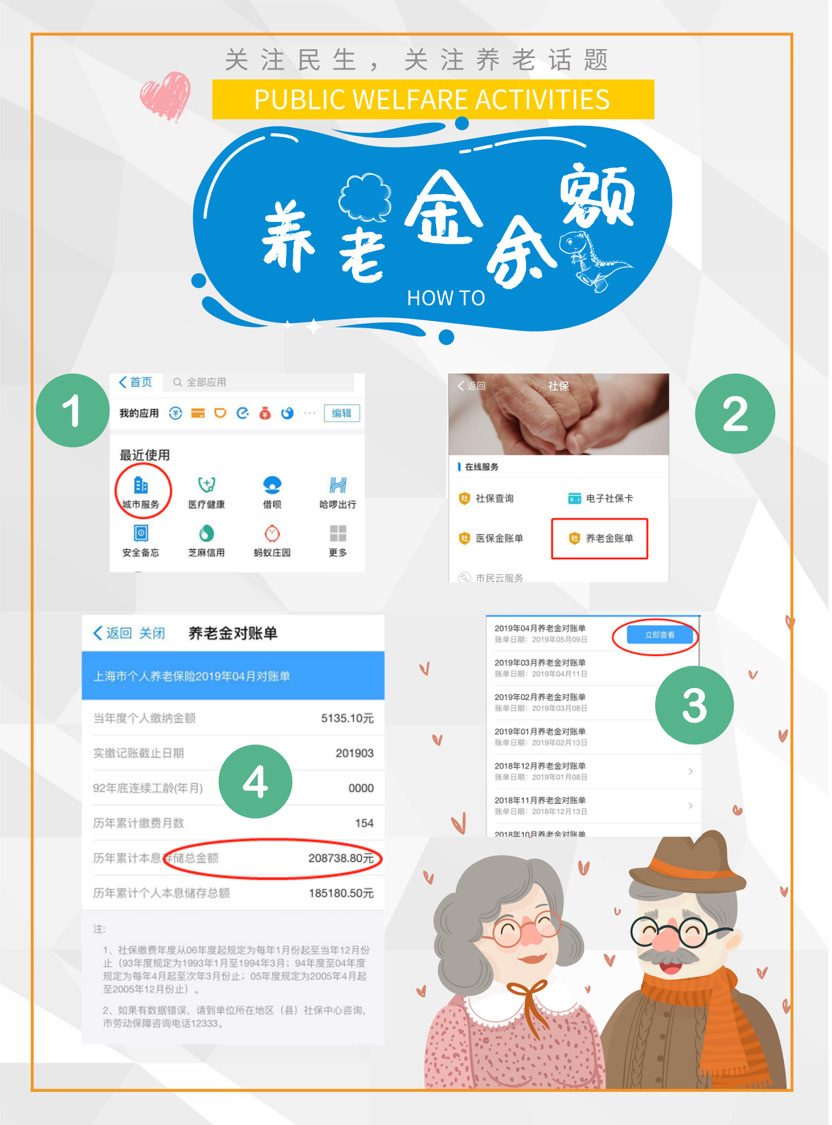 关注民生，关注养老话题
PUBLIC WELFARE ACTIVITIES
养老金余额
HOW TO
1
首页
全部应用
我的应用
编辑
最近使用
城市服务
医疗健康
借呗
哈啰出行
安全备忘
芝麻信用
蚂蚁庄园
更多
2
返回
社保
在线服务
社保查询
电子社保卡
医保金账单
养老金账单
市民云服务
3
2019年04月养老金对账单
账单日期：2019年05月09日
立即查看
2019年03月养老金对账单
账单日期：2019年04月11日
2019年02月养老金对账单
账单日期：2019年03月08日
2019年01月养老金对账单
账单日期：2019年02月13日
2018年12月养老金对账单
账单日期：2019年01月08日
2018年11月养老金对账单
账单日期：2018年12月13日
2018年10月养老金对账单
4
返回 关闭 养老金对账单
上海市个人养老保险2019年04月对账单
当年度个人缴纳金额 5135.10元
实缴记账截止日期 201903
92年底连续工龄(年月) 0000
历年累计缴费月数 154
历年累计本息存储总金额 208738.80元
历年累计个人本息储存总额 185180.50元
注:
1、社保缴费年度从06年度起规定为每年1月份起至当年12月份
止（93年度规定为1993年1月至1994年3月；94年度至04年度
规定为每年4月起至次年3月份止；05年度规定为2005年4月起
至2005年12月份止）。
2、如果有数据错误，请到单位所在地区（县）社保中心咨询，
市劳动保障咨询电话12333。